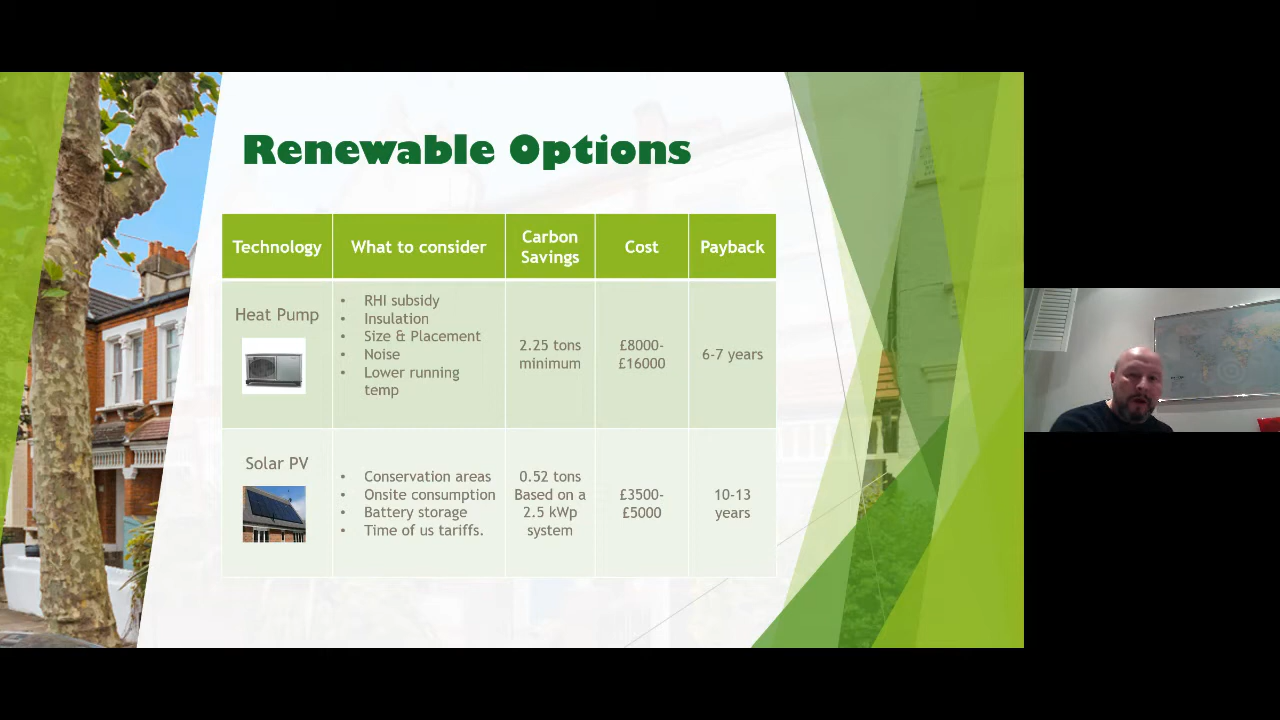 Renewable Options
Technology
What to consider
Carbon
Savings
Cost
Payback
Heat Pump
• RHI subsidy
• Insulation
• Size & Placement
• Noise
• Lower running
temp
2.25 tons
minimum
£8000-
£16000
6-7 years
Solar PV
• Conservation areas
• Onsite consumption
• Battery storage
• Time of us tariffs.
0.52 tons
Based on a
2.5 kWp
system
£3500-
£5000
10-13
years